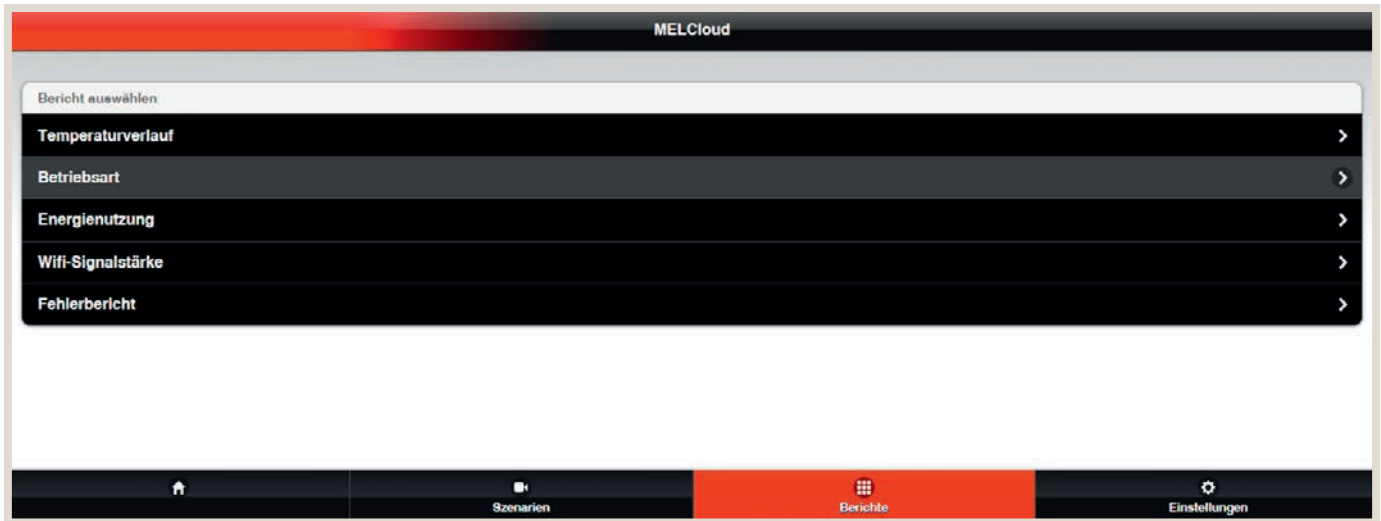 MELCloud
Bericht auswählen
Temperaturverlauf
Betriebsart
Energienutzung
Wifi-Signalstärke
Fehlerbericht
Szenarien
Berichte
Einstellungen